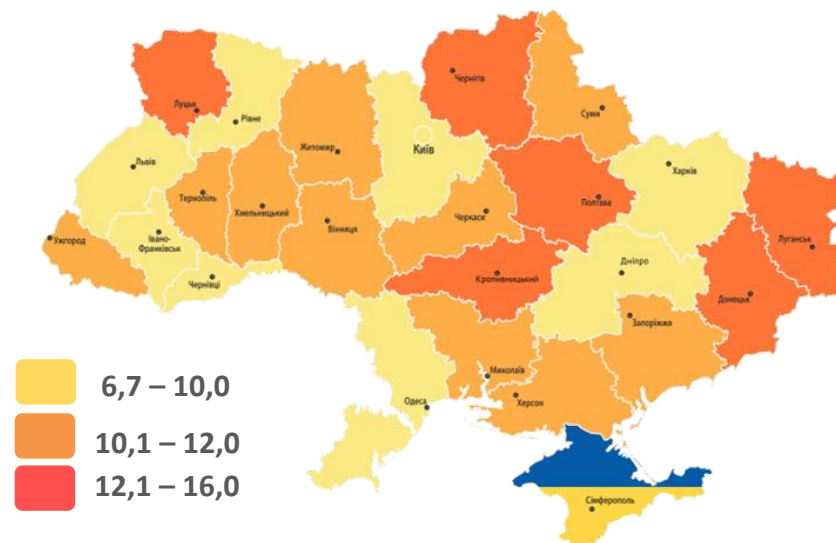 Луцьк
Рівне
Житомир
Київ
Чернігів
Суми
Львів
Тернопіль
Хмельницький
Вінниця
Черкаси
Полтава
Харків
Луганськ
Ужгород
Івано-
Франківськ
Чернівці
Кропивницький
Дніпро
Донецьк
Запоріжжя
Миколаїв
Херсон
Одеса
Сімферополь
6,7 – 10,0
10,1 – 12,0
12,1 – 16,0